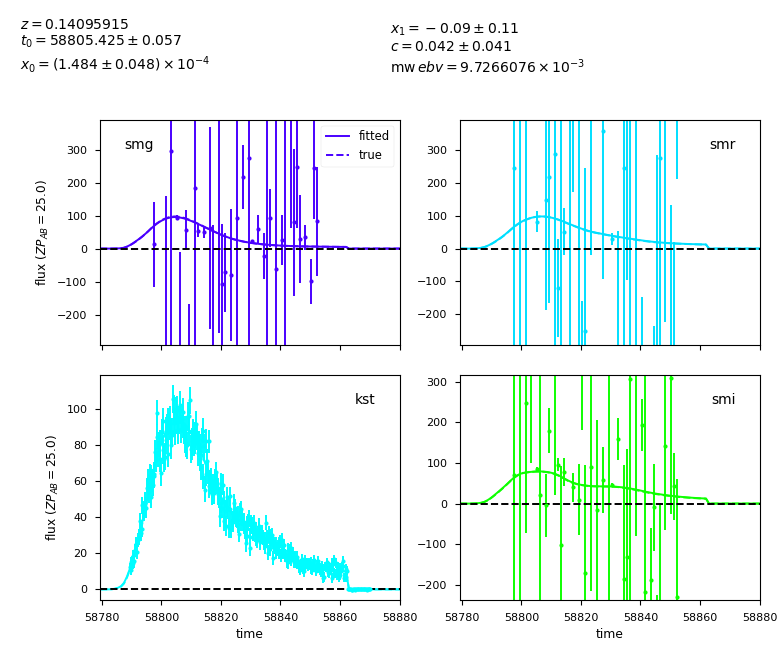 z = 0.14095915
t₀ = 58805.425 ± 0.057
x₀ = (1.484 ± 0.048) × 10⁻⁴
x₁ = −0.09 ± 0.11
c = 0.042 ± 0.041
mw ebv = 9.7266076 × 10⁻³
smg
fitted
true
300
200
100
0
−100
−200
flux (ZP_AB = 25.0)
smr
300
200
100
0
−100
−200
kst
100
80
60
40
20
0
flux (ZP_AB = 25.0)
58780 58800 58820 58840 58860 58880
time
smi
300
200
100
0
−100
−200
58780 58800 58820 58840 58860 58880
time